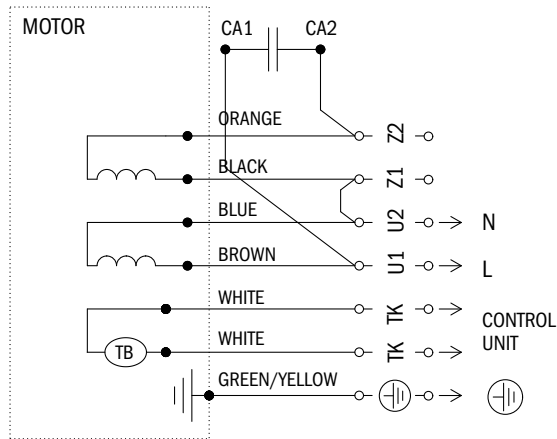 MOTOR
CA1 CA2
ORANGE Z2
BLACK Z1
BLUE U2 N
BROWN U1 L
WHITE TK
CONTROL
UNIT
TB WHITE TK
GREEN/YELLOW